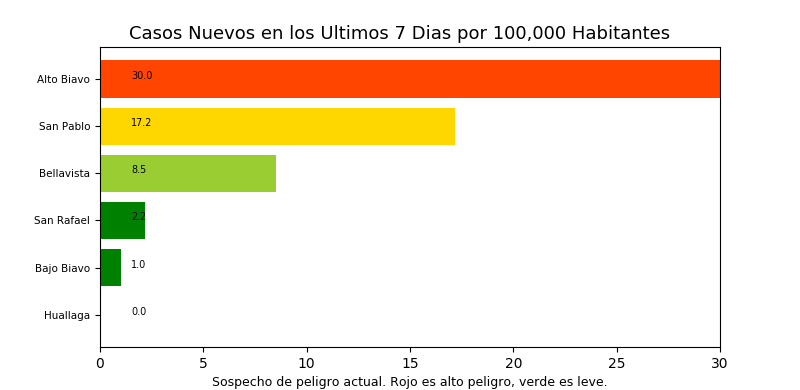 Casos Nuevos en los Ultimos 7 Dias por 100,000 Habitantes
Alto Biavo 30.0
San Pablo 17.2
Bellavista 8.5
San Rafael 2.2
Bajo Biavo 1.0
Huallaga 0.0
0 5 10 15 20 25 30
Sospecho de peligro actual. Rojo es alto peligro, verde es leve.